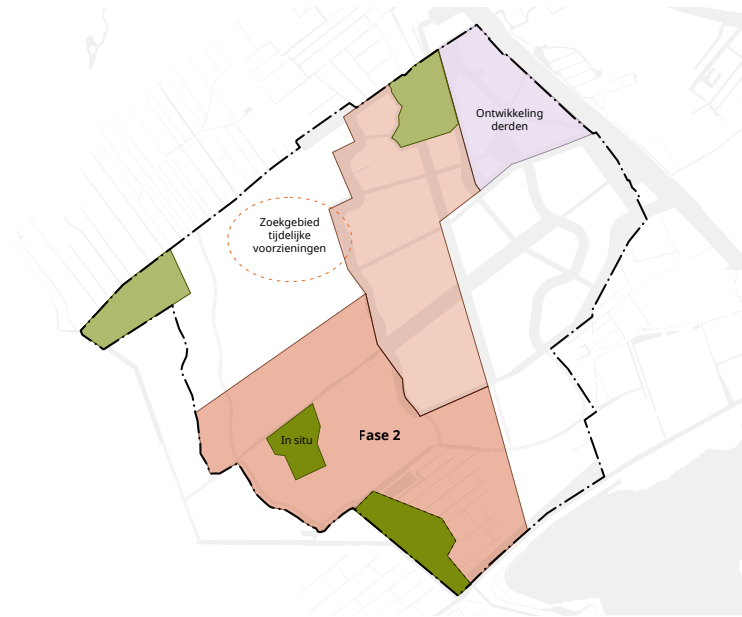 Ontwikkeling
derden
Zoekgebied
tijdelijke
voorzieningen
In situ
Fase 2